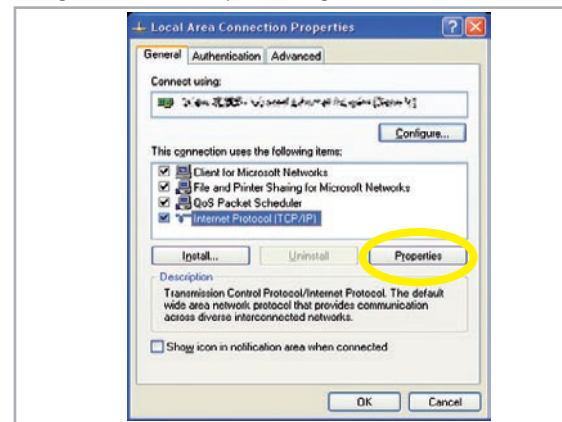 Local Area Connection Properties
General Authentication Advanced
Connect using:
Configure...
This connection uses the following items:
Client for Microsoft Networks
File and Printer Sharing for Microsoft Networks
QoS Packet Scheduler
Internet Protocol (TCP/IP)
Install... Uninstall Properties
Description
Transmission Control Protocol/Internet Protocol. The default
wide area network protocol that provides communication
across diverse interconnected networks.
Show icon in notification area when connected
OK Cancel